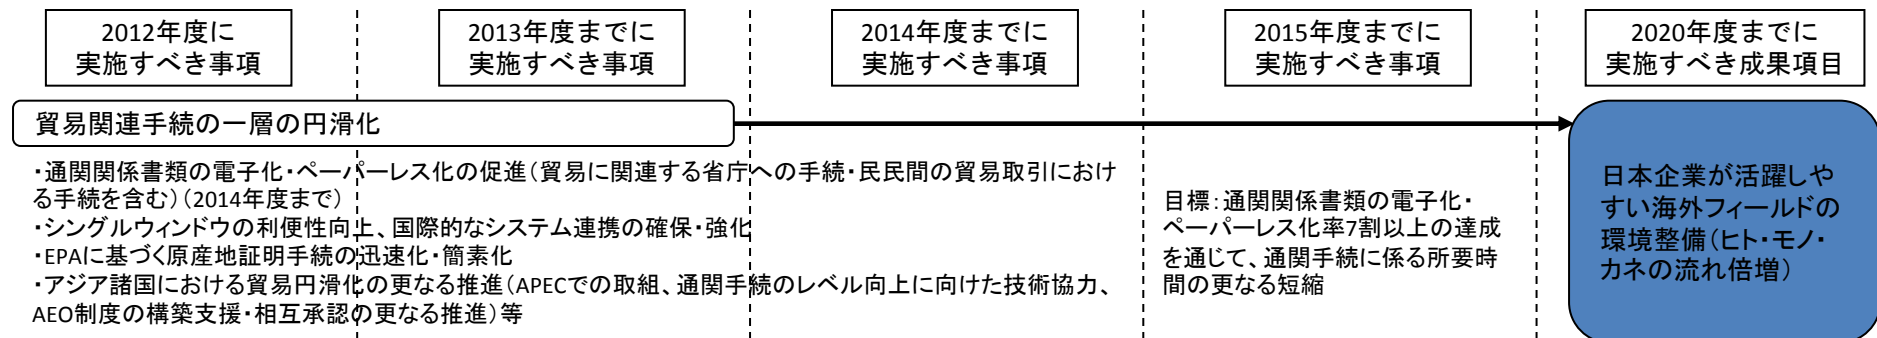 2012年度に
実施すべき事項
2013年度までに
実施すべき事項
2014年度までに
実施すべき事項
2015年度までに
実施すべき事項
2020年度までに
実施すべき成果項目
貿易関連手続の一層の円滑化
・通関関係書類の電子化・ペーパーレス化の促進(貿易に関連する省庁への手続・民民間の貿易取引におけ
る手続を含む)(2014年度まで)
・シングルウィンドウの利便性向上、国際的なシステム連携の確保・強化
・EPAに基づく原産地証明手続の迅速化・簡素化
・アジア諸国における貿易円滑化の更なる推進(APECでの取組、通関手続のレベル向上に向けた技術協力、
AEO制度の構築支援・相互承認の更なる推進)等
目標:通関関係書類の電子化・
ペーパーレス化率7割以上の達成
を通じて、通関手続に係る所要時
間の更なる短縮
日本企業が活躍しや
すい海外フィールドの
環境整備(ヒト・モノ・
カネの流れ倍増)